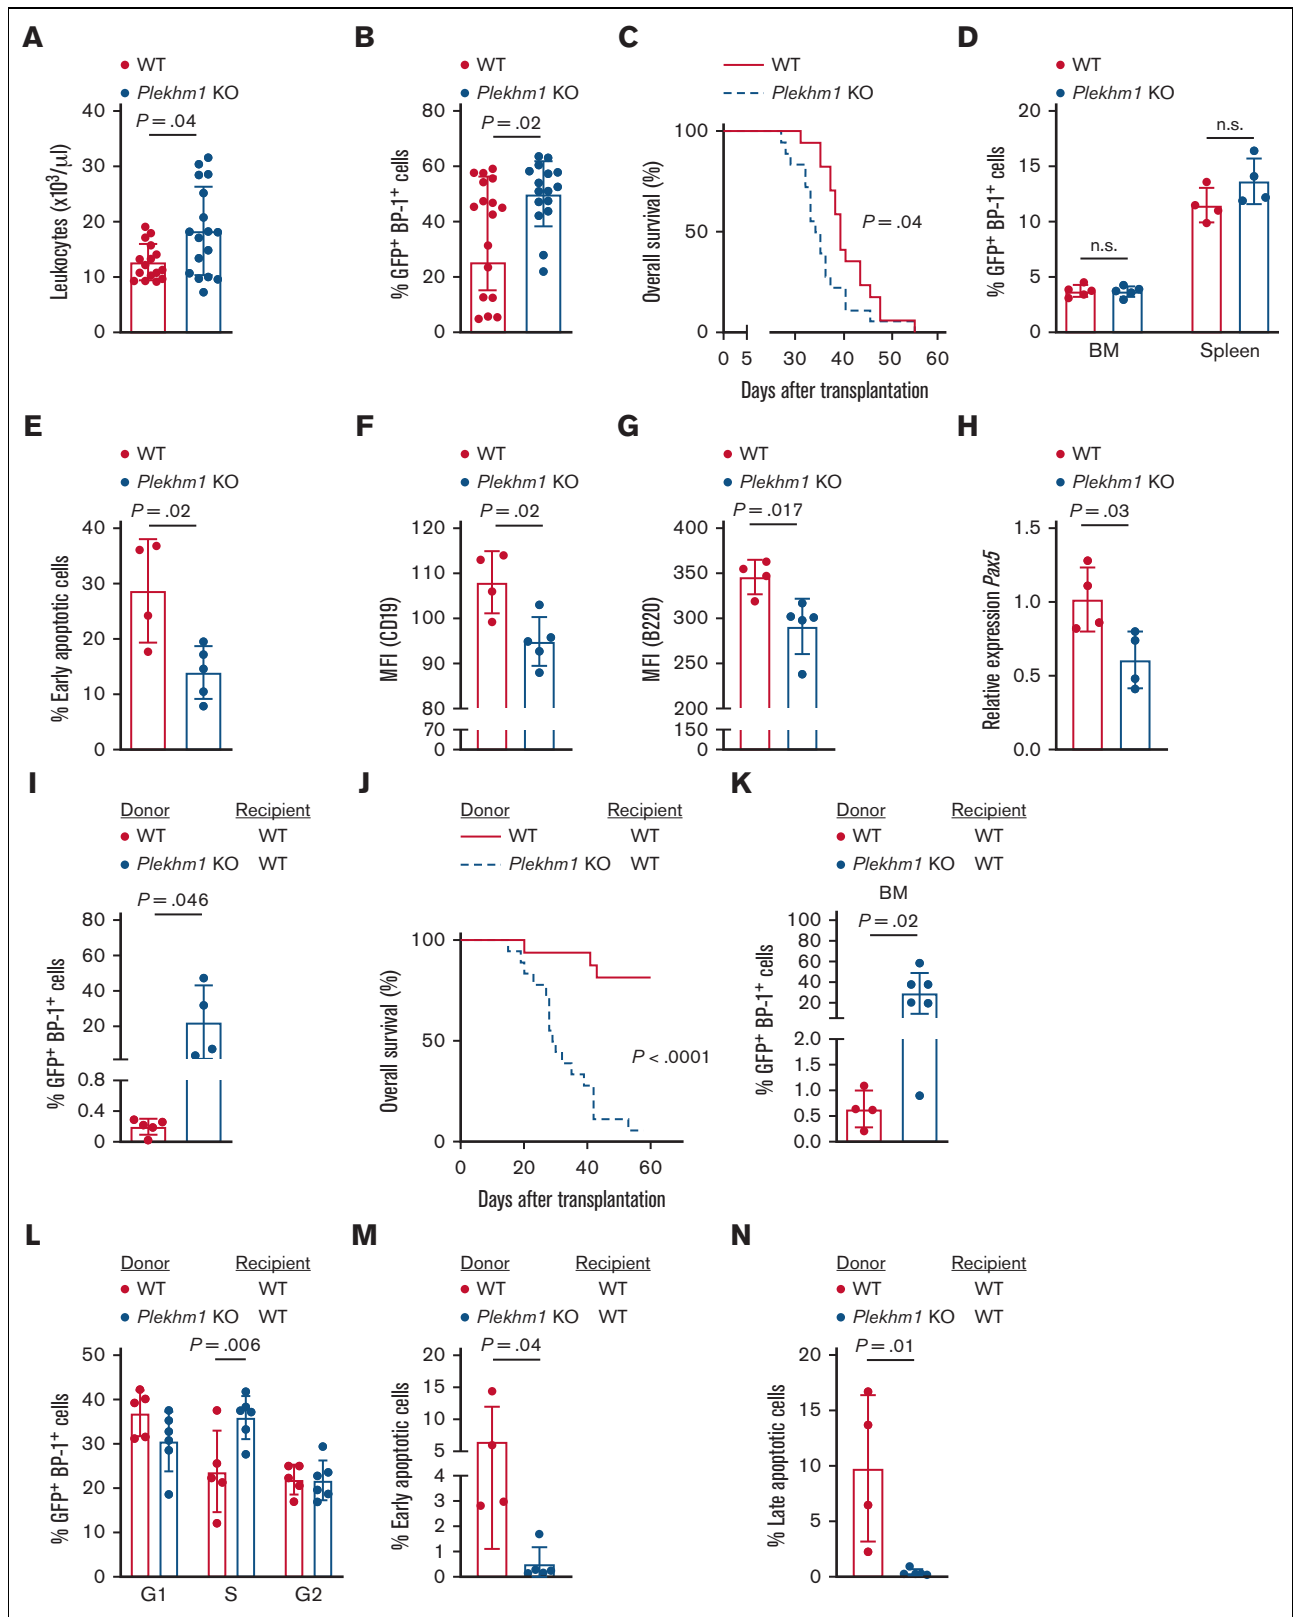 A
WT
Plekhm1 KO
P = .04
Leukocytes (x10³/µl)
40
30
20
10
0
B
WT
Plekhm1 KO
P = .02
% GFP⁺ BP-1⁺ cells
80
60
40
20
0
C
WT
Plekhm1 KO
P = .04
Overall survival (%)
100
50
0
0 5 30 40 50 60
Days after transplantation
D
WT
Plekhm1 KO
n.s.
n.s.
% GFP⁺ BP-1⁺ cells
20
15
10
5
0
BM Spleen
E
WT
Plekhm1 KO
P = .02
% Early apoptotic cells
40
30
20
10
0
F
WT
Plekhm1 KO
P = .02
MFI (CD19)
120
110
100
90
80
70
0
G
WT
Plekhm1 KO
P = .017
MFI (B220)
400
350
300
250
200
150
0
H
WT
Plekhm1 KO
P = .03
Relative expression Pax5
1.5
1.0
0.5
0.0
I
Donor Recipient
WT WT
Plekhm1 KO WT
P = .046
% GFP⁺ BP-1⁺ cells
80
60
40
20
0.8
0.4
0
J
Donor Recipient
WT WT
Plekhm1 KO WT
P < .0001
Overall survival (%)
100
50
0
0 20 40 60
Days after transplantation
K
Donor Recipient
WT WT
Plekhm1 KO WT
BM
P = .02
% GFP⁺ BP-1⁺ cells
100
80
60
40
20
2.0
1.5
1.0
0.5
0.0
L
Donor Recipient
WT WT
Plekhm1 KO WT
P = .006
% GFP⁺ BP-1⁺ cells
50
40
30
20
10
0
G1 S G2
M
Donor Recipient
WT WT
Plekhm1 KO WT
P = .04
% Early apoptotic cells
20
15
10
5
4
3
2
1
0
N
Donor Recipient
WT WT
Plekhm1 KO WT
P = .01
% Late apoptotic cells
20
15
10
5
0